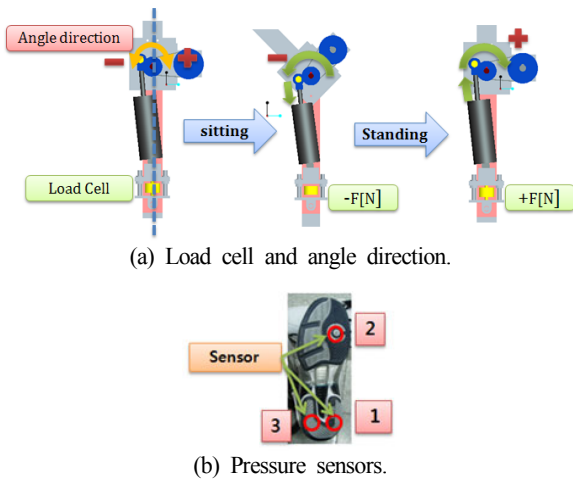 Angle direction
sitting
Standing
Load Cell
-F[N]
+F[N]
(a) Load cell and angle direction.
2
Sensor
3
1
(b) Pressure sensors.